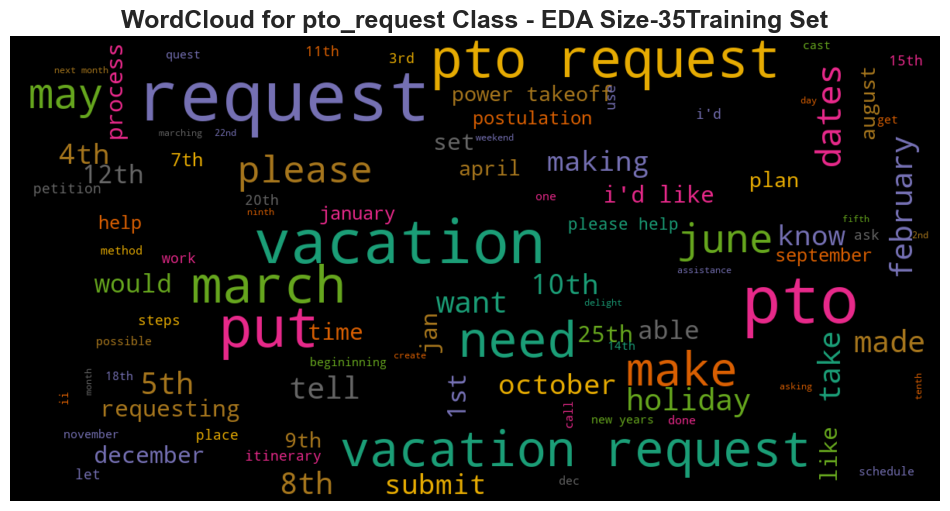 WordCloud for pto_request Class - EDA Size-35Training Set
next month
process
quest
11th
3rd
pto request
cast
15th
may
request
power takeoff
use
i'd
dates
day
august
get
marching
22nd
postulation
set
weekend
4th
12th
7th
please
april
making
plan
february
petition
20th
one
i'd like
help
ninth
january
please help
june
know
ask
fifth
2nd
method
work
vacation
september
assistance
would
march
want
10th
delight
pto
steps
put
time
jan
need
25th
able
made
possible
14th
begininning
create
make
take
month
18th
5th
tell
1st
october
holiday
asking
tenth
ii
requesting
call
new years
done
november
place
9th
vacation request
like
december
itinerary
let
8th
submit
dec
schedule